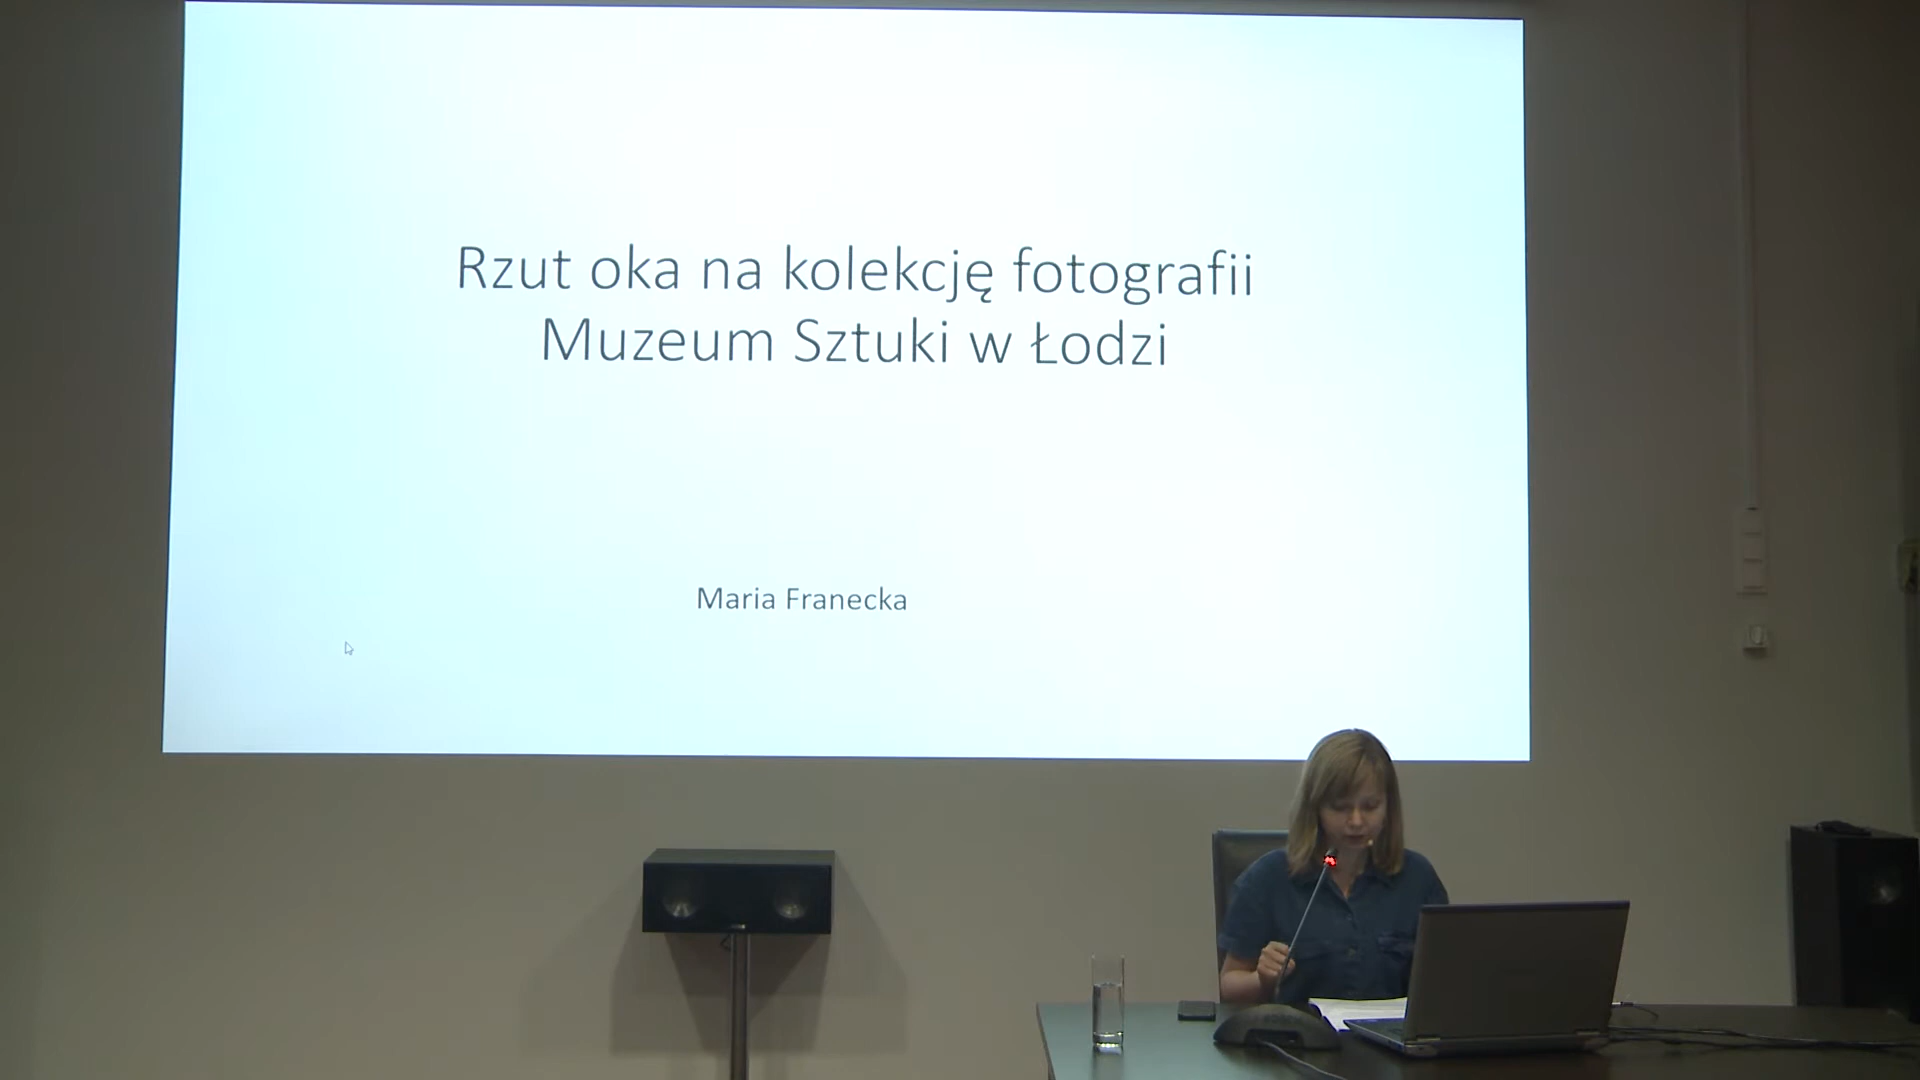 Rzut oka na kolekcję fotografii
Muzeum Sztuki w Łodzi
Maria Franecka